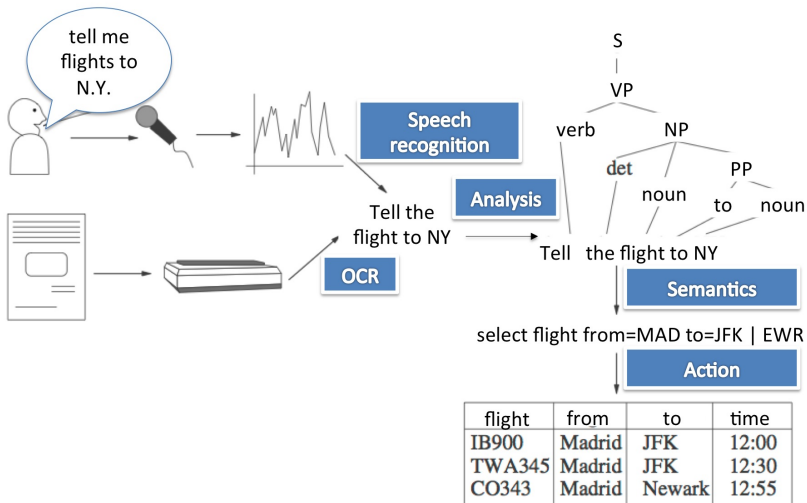 tell me
flights to
N.Y.
Speech
recognition
S
VP
verb NP
det PP
noun to noun
Analysis
Tell the
flight to NY
OCR
Tell the flight to NY
Semantics
select flight from=MAD to=JFK | EWR
Action
flight from to time
IB900 Madrid JFK 12:00
TWA345 Madrid JFK 12:30
CO343 Madrid Newark 12:55